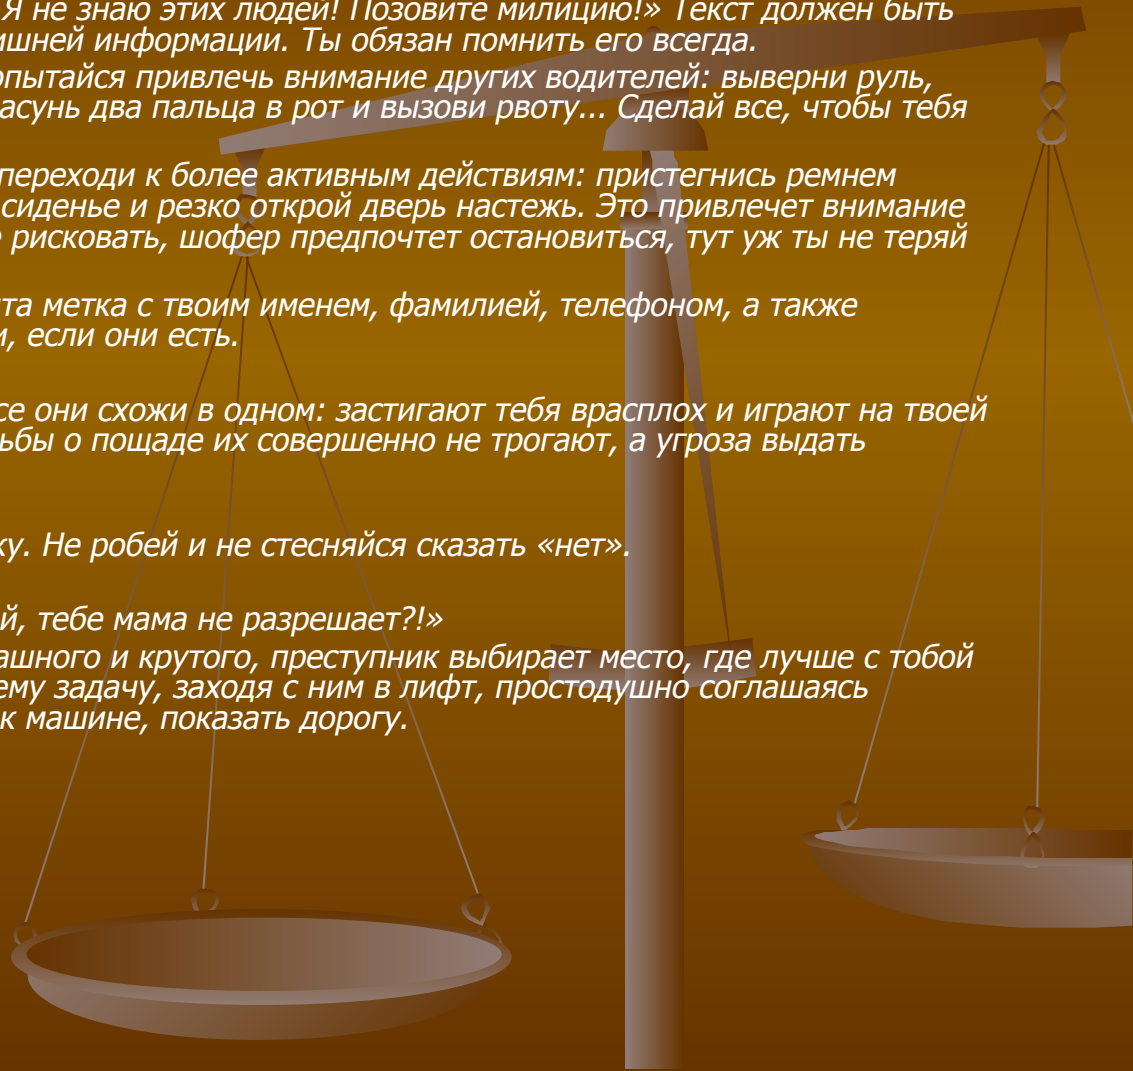 Я не знаю этих людей! Позовите милицию!» Текст должен быть
ишней информации. Ты обязан помнить его всегда.
опытайся привлечь внимание других водителей: выверни руль,
асунь два пальца в рот и вызови рвоту... Сделай все, чтобы тебя
переходи к более активным действиям: пристегнись ремнем
сиденье и резко открой дверь настежь. Это привлечет внимание
рисковать, шофер предпочтет остановиться, тут уж ты не теряй
та метка с твоим именем, фамилией, телефоном, а также
и, если они есть.
се они схожи в одном: застигают тебя врасплох и играют на твоей
ьбы о пощаде их совершенно не трогают, а угроза выдать
ку. Не робей и не стесняйся сказать «нет».
й, тебе мама не разрешает?!»
ашного и крутого, преступник выбирает место, где лучше с тобой
ему задачу, заходя с ним в лифт, простодушно соглашаясь
к машине, показать дорогу.